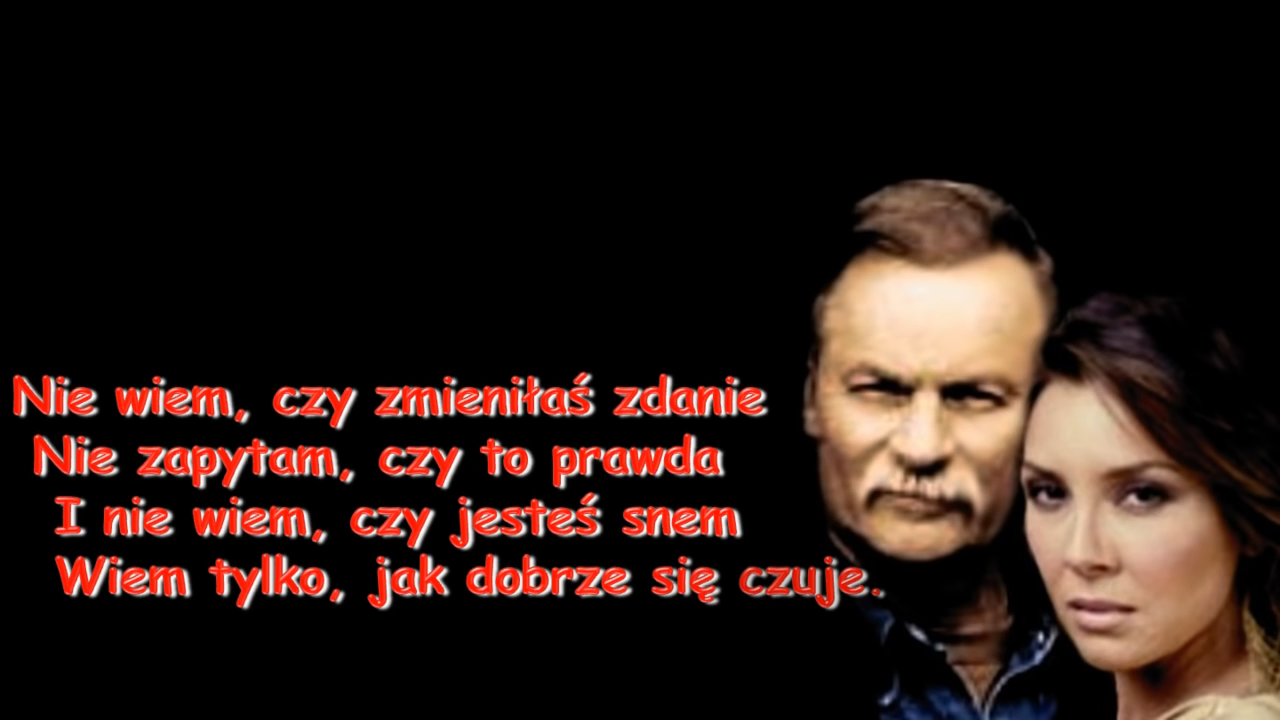 Nie wiem, czy zmieniłaś zdanie
Nie zapytam, czy to prawda
I nie wiem, czy jesteś snem
Wiem tylko, jak dobrze się czuje.